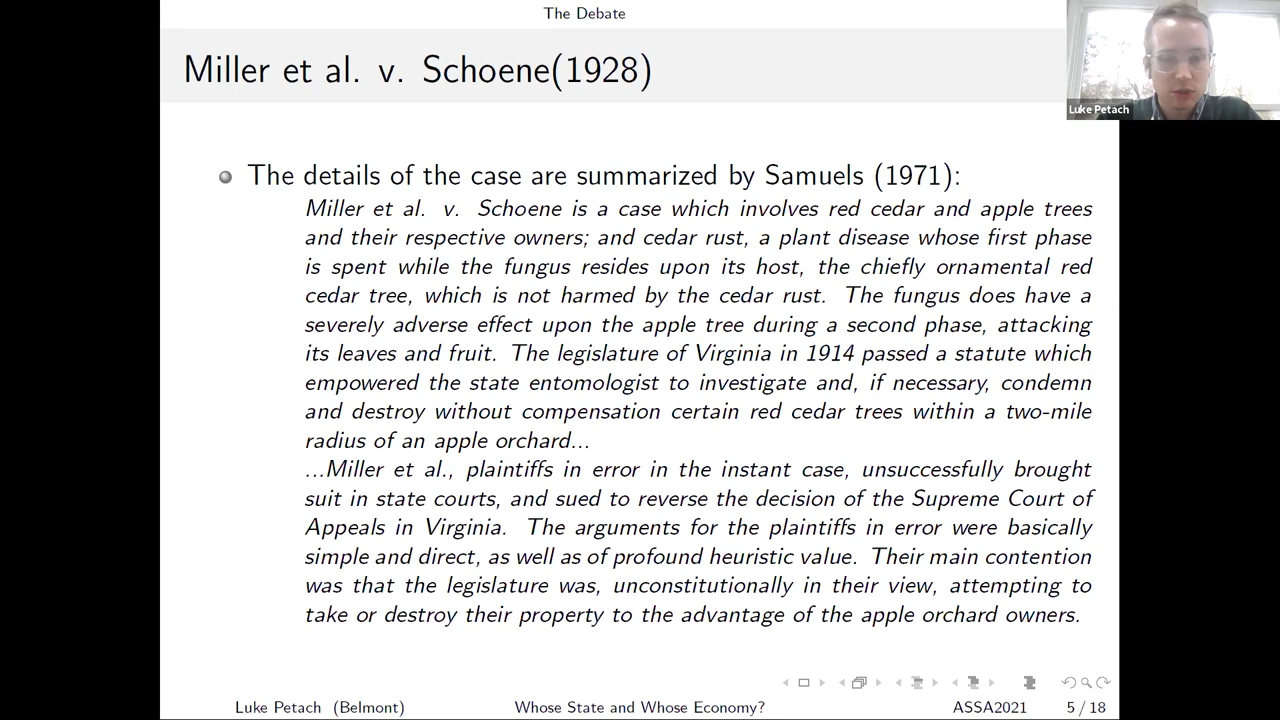 The Debate
Miller et al. v. Schoene(1928)
Luke Petach
The details of the case are summarized by Samuels (1971):
Miller et al. v. Schoene is a case which involves red cedar and apple trees
and their respective owners; and cedar rust, a plant disease whose first phase
is spent while the fungus resides upon its host, the chiefly ornamental red
cedar tree, which is not harmed by the cedar rust. The fungus does have a
severely adverse effect upon the apple tree during a second phase, attacking
its leaves and fruit. The legislature of Virginia in 1914 passed a statute which
empowered the state entomologist to investigate and, if necessary, condemn
and destroy without compensation certain red cedar trees within a two-mile
radius of an apple orchard...
...Miller et al., plaintiffs in error in the instant case, unsuccessfully brought
suit in state courts, and sued to reverse the decision of the Supreme Court of
Appeals in Virginia. The arguments for the plaintiffs in error were basically
simple and direct, as well as of profound heuristic value. Their main contention
was that the legislature was, unconstitutionally in their view, attempting to
take or destroy their property to the advantage of the apple orchard owners.
Luke Petach (Belmont) Whose State and Whose Economy? ASSA2021 5 / 18